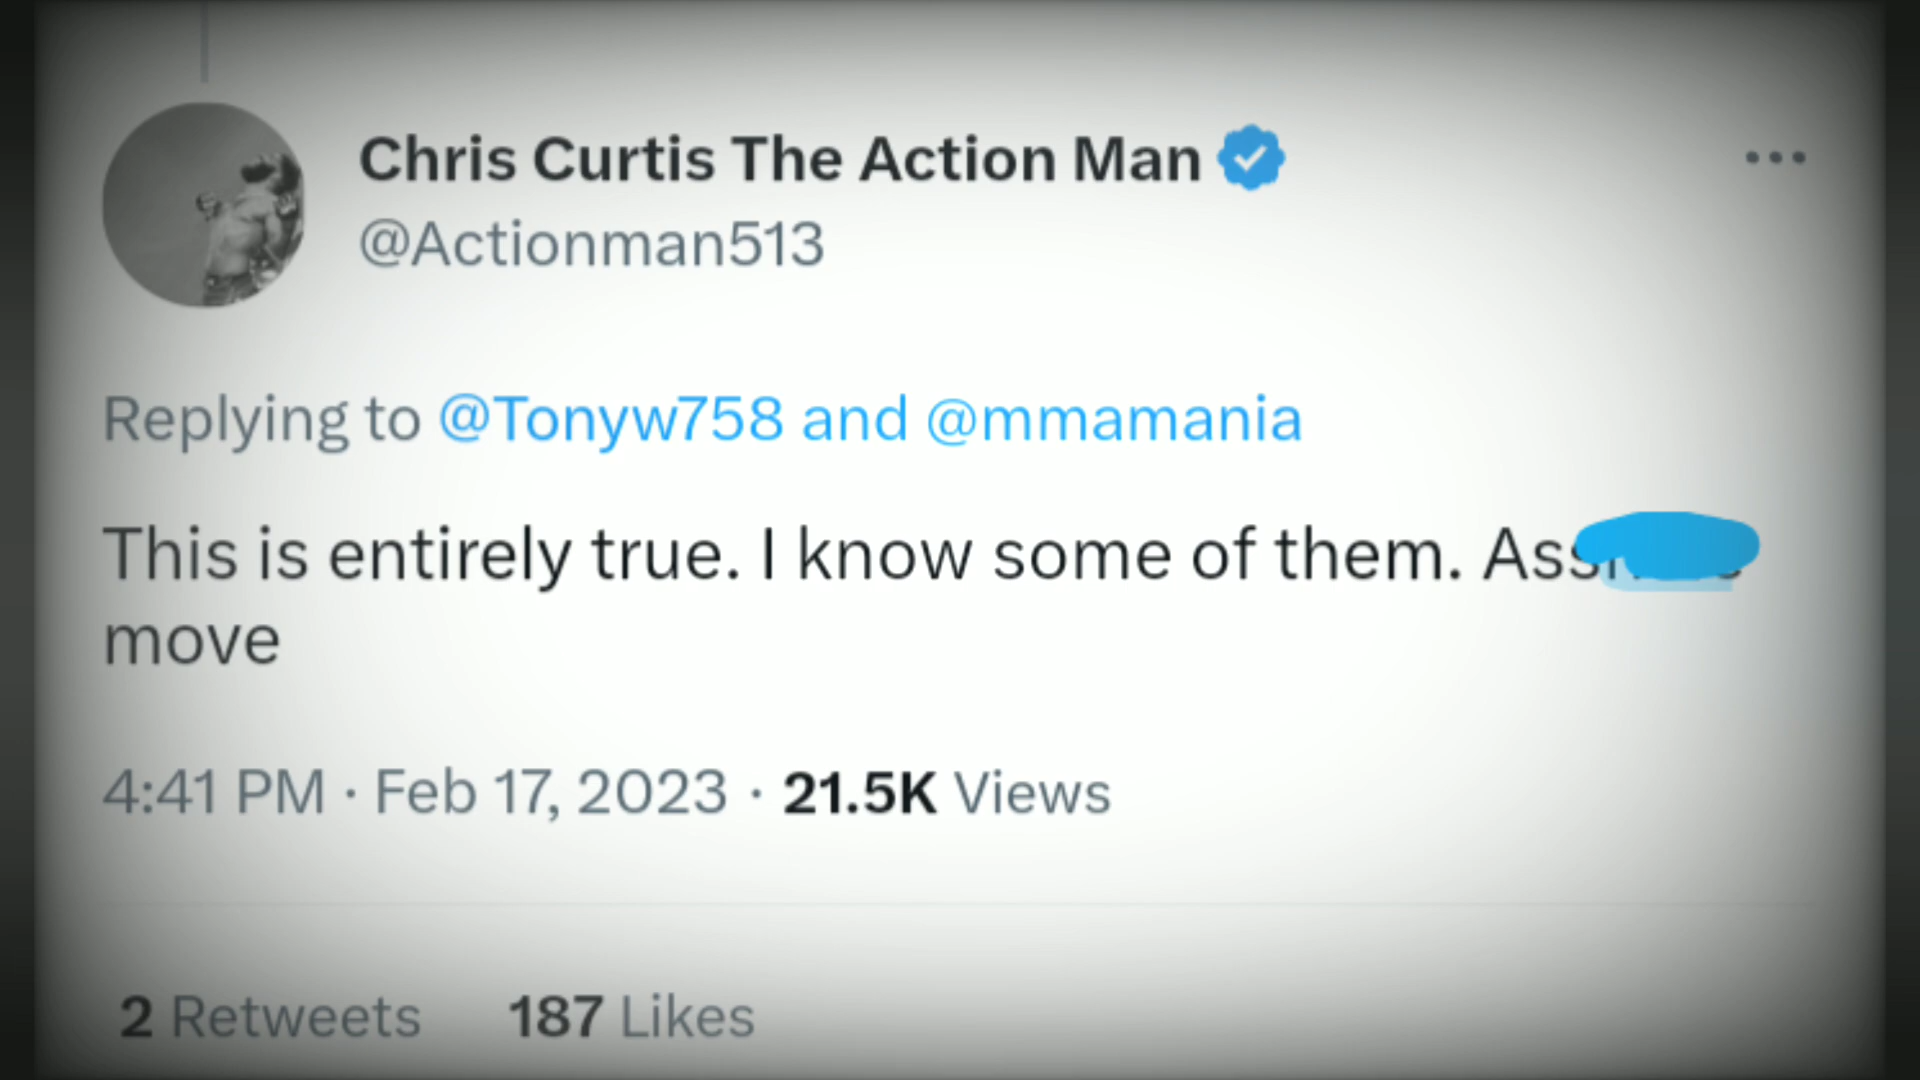 Chris Curtis The Action Man
@Actionman513
Replying to @Tonyw758 and @mmamania
This is entirely true. I know some of them.
move
4:41 PM · Feb 17, 2023 · 21.5K Views
2 Retweets 187 Likes